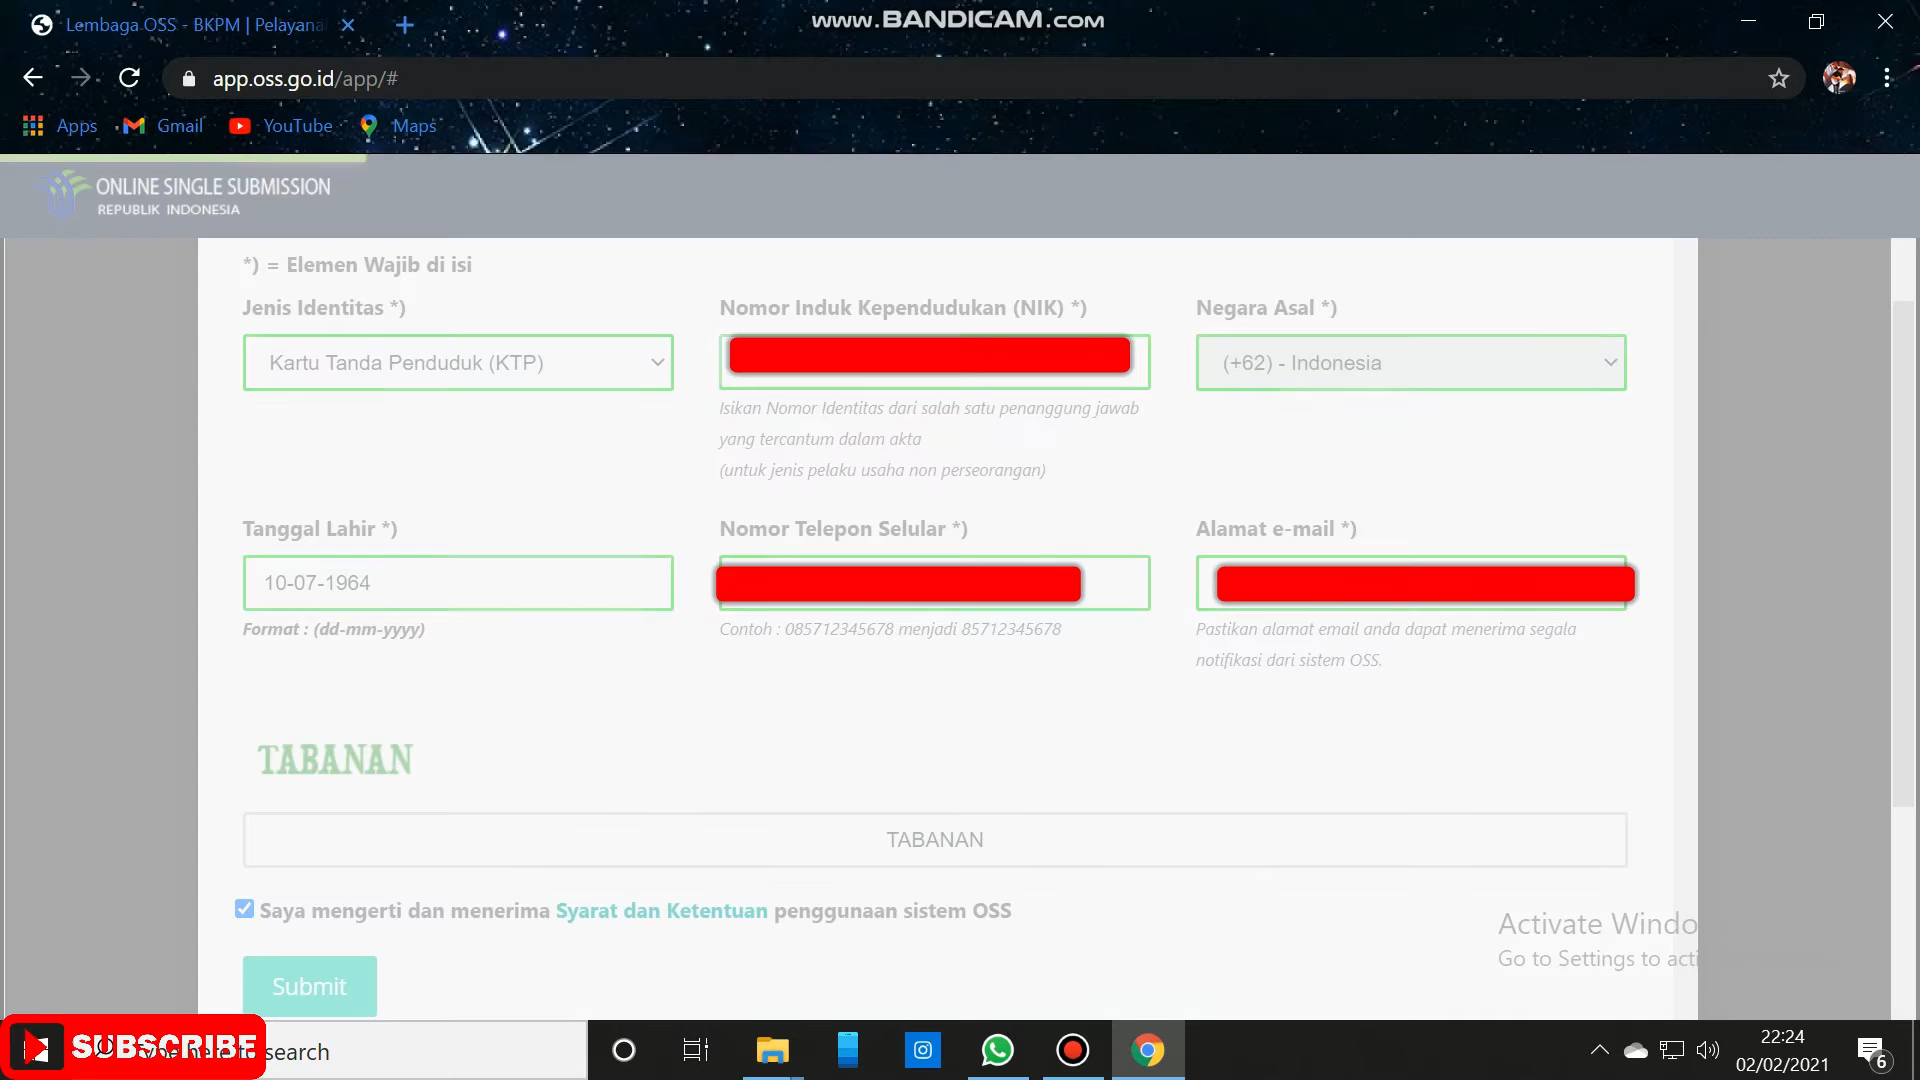 Lembaga OSS - BKPM | Pelayana
www.BANDICAM.com
app.oss.go.id/app/#
Apps
Gmail
YouTube
Maps
ONLINE SINGLE SUBMISSION
REPUBLIK INDONESIA
*) = Elemen Wajib di isi
Jenis Identitas *)
Nomor Induk Kependudukan (NIK) *)
Negara Asal *)
Kartu Tanda Penduduk (KTP)
(+62) - Indonesia
Isikan Nomor Identitas dari salah satu penanggung jawab
yang tercantum dalam akta
(untuk jenis pelaku usaha non perseorangan)
Tanggal Lahir *)
Nomor Telepon Selular *)
Alamat e-mail *)
10-07-1964
Format : (dd-mm-yyyy)
Contoh : 085712345678 menjadi 85712345678
Pastikan alamat email anda dapat menerima segala
notifikasi dari sistem OSS.
TABANAN
TABANAN
Saya mengerti dan menerima Syarat dan Ketentuan penggunaan sistem OSS
Activate Windo
Go to Settings to acti
Submit
SUBSCRIBE
Type here to search
22:24
02/02/2021
6